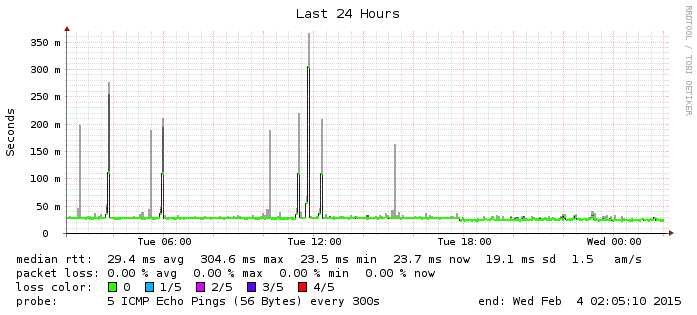 Last 24 Hours
RRDTOOL / TOBI OETIKER
Seconds
350 m
300 m
250 m
200 m
150 m
100 m
50 m
0
Tue 06:00 Tue 12:00 Tue 18:00 Wed 00:00
median rtt: 29.4 ms avg 304.6 ms max 23.5 ms min 23.7 ms now 19.1 ms sd 1.5 am/s
packet loss: 0.00 % avg 0.00 % max 0.00 % min 0.00 % now
loss color: 0 1/5 2/5 3/5 4/5
probe: 5 ICMP Echo Pings (56 Bytes) every 300s end: Wed Feb 4 02:05:10 2015